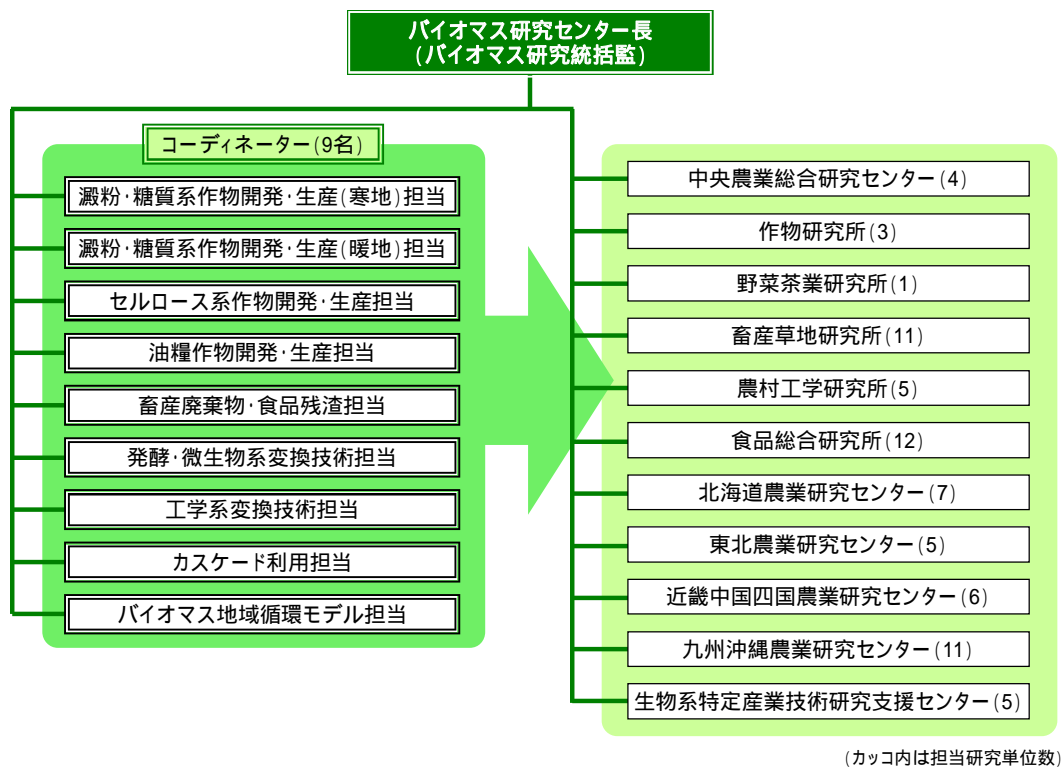 バイオマス研究センター長
(バイオマス研究統括監)
コーディネーター(9名)
澱粉・糖質系作物開発・生産(寒地)担当
澱粉・糖質系作物開発・生産(暖地)担当
セルロース系作物開発・生産担当
油糧作物開発・生産担当
畜産廃棄物・食品残渣担当
発酵・微生物系変換技術担当
工学系変換技術担当
カスケード利用担当
バイオマス地域循環モデル担当
中央農業総合研究センター(4)
作物研究所(3)
野菜茶業研究所(1)
畜産草地研究所(11)
農村工学研究所(5)
食品総合研究所(12)
北海道農業研究センター(7)
東北農業研究センター(5)
近畿中国四国農業研究センター(6)
九州沖縄農業研究センター(11)
生物系特定産業技術研究支援センター(5)
(カッコ内は担当研究単位数)